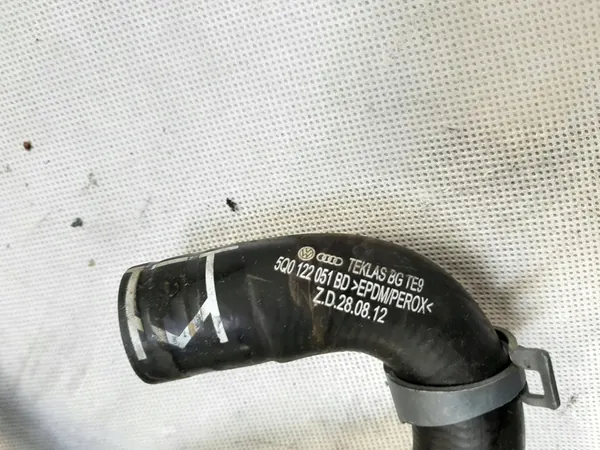 TEKLAS BG TE9
5Q0 122 051 BD >EPDM/PEROX<
Z.D.28.08.12